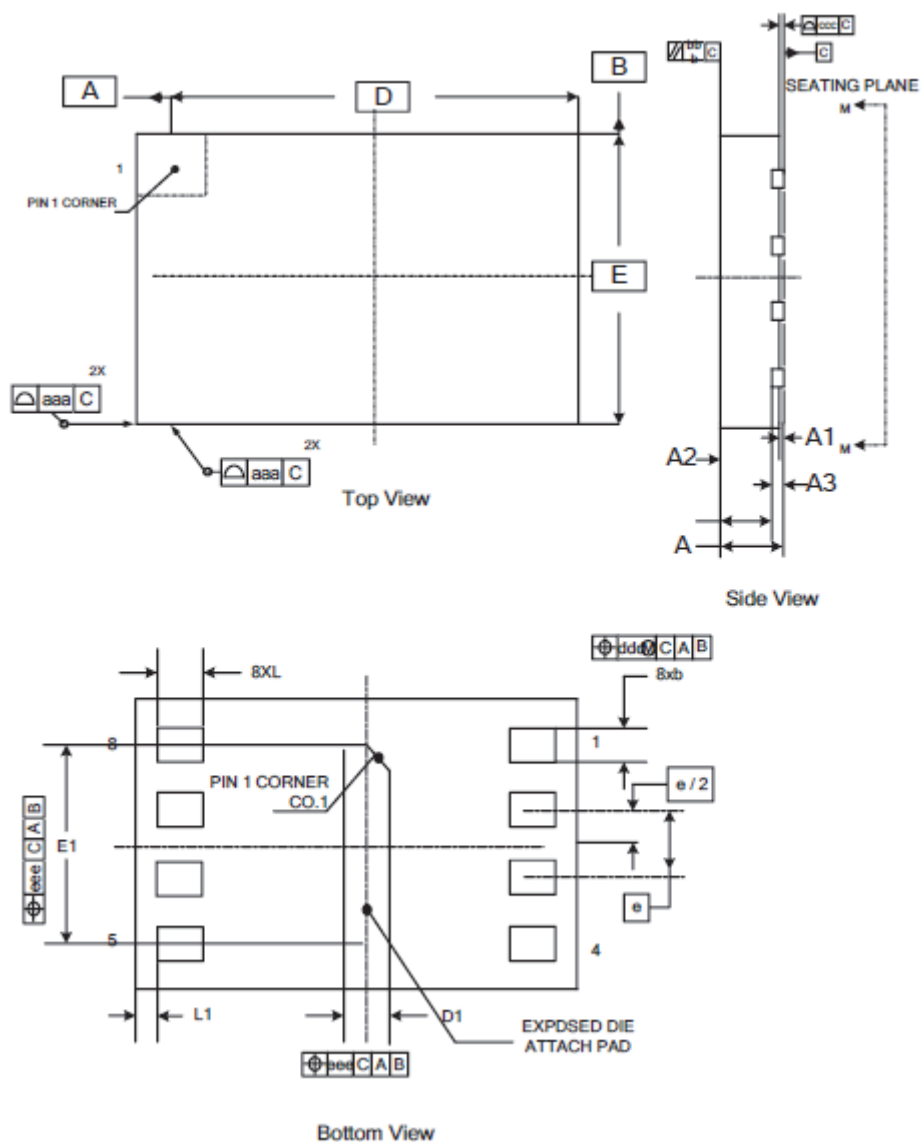 A
D
B
1
PIN 1 CORNER
E
2X
aaa C
2X
aaa C
Top View
bb
b
C
ccc C
C
SEATING PLANE
M
M
A1
A2
A3
A
Side View
8XL
ddd M C A B
8xb
8
1
PIN 1 CORNER
CO.1
e / 2
eee C A B
E1
e
5
4
L1
D1
EXPDSED DIE
ATTACH PAD
eee C A B
Bottom View